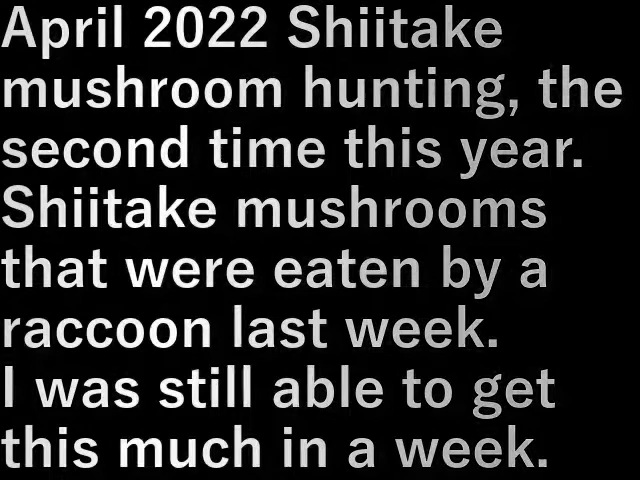 April 2022 Shiitake
mushroom hunting, the
second time this year.
Shiitake mushrooms
that were eaten by a
raccoon last week.
I was still able to get
this much in a week.